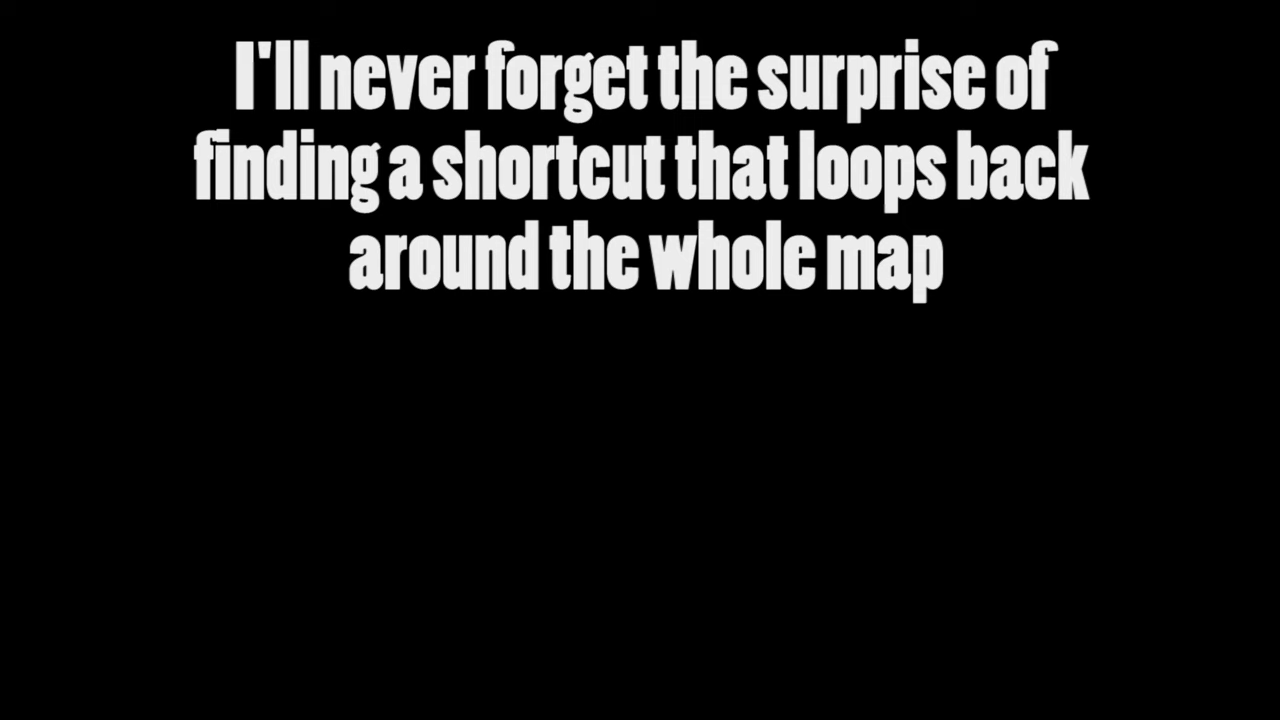 I'll never forget the surprise of
finding a shortcut that loops back
around the whole map